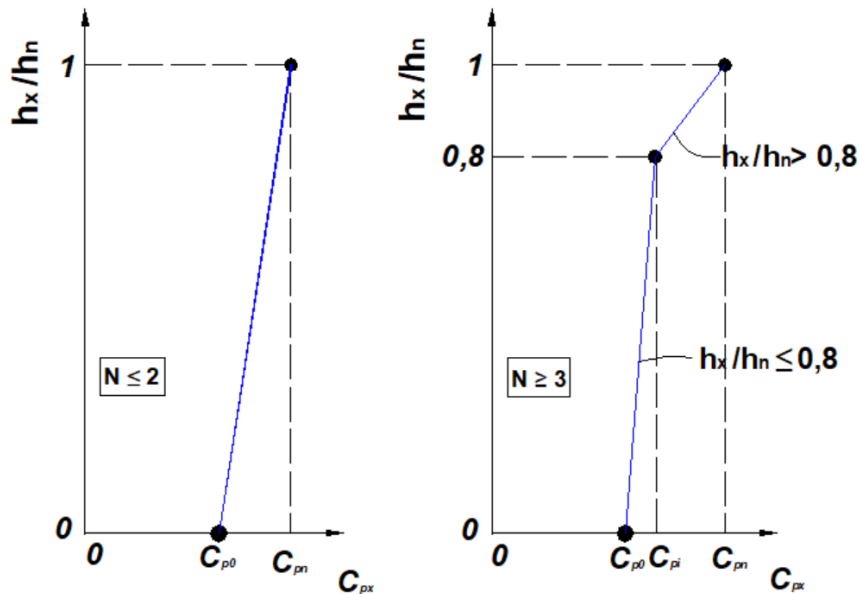 hx/hn
1
0
N ≤ 2
0
Cp0
Cpn
Cpx
hx/hn
1
0,8
hx/hn> 0,8
hx/hn ≤ 0,8
N ≥ 3
0
0
Cp0
Cpi
Cpn
Cpx